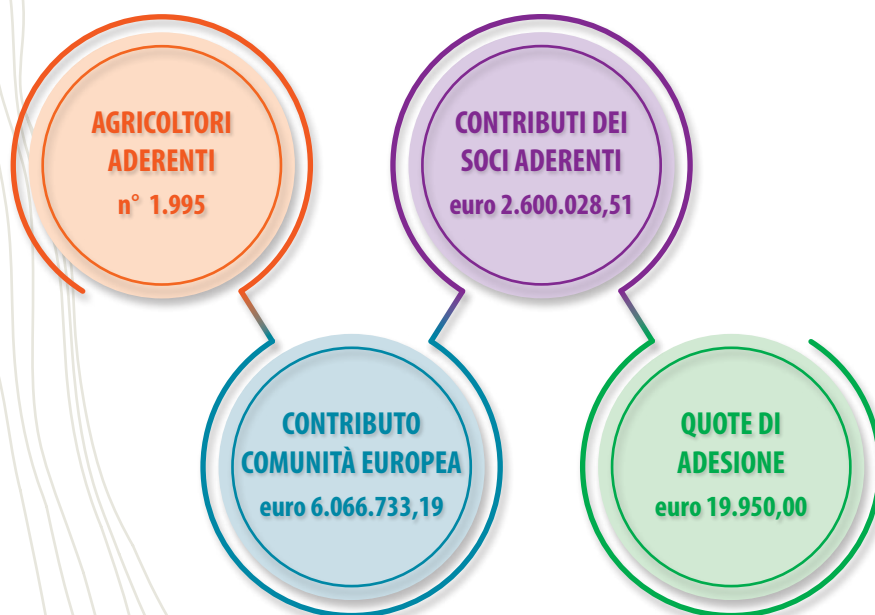 AGRICOLTORI
ADERENTI
n° 1.995
CONTRIBUTI DEI
SOCI ADERENTI
euro 2.600.028,51
CONTRIBUTO
COMUNITÀ EUROPEA
euro 6.066.733,19
QUOTE DI
ADESIONE
euro 19.950,00